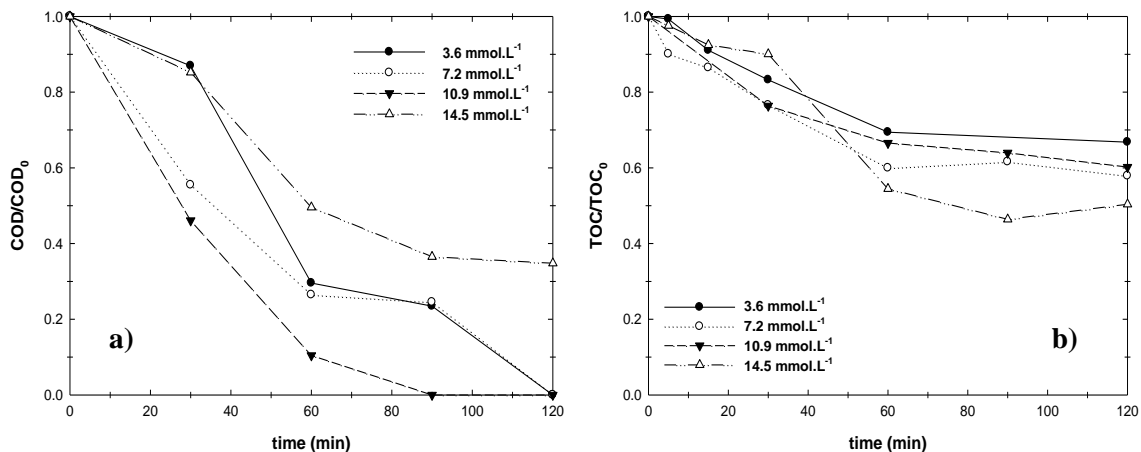 1.0
0.8
0.6
0.4
0.2
0.0
COD/COD₀
3.6 mmol.L⁻¹
7.2 mmol.L⁻¹
10.9 mmol.L⁻¹
14.5 mmol.L⁻¹
a)
0 20 40 60 80 100 120
time (min)
1.0
0.8
0.6
0.4
0.2
0.0
TOC/TOC₀
3.6 mmol.L⁻¹
7.2 mmol.L⁻¹
10.9 mmol.L⁻¹
14.5 mmol.L⁻¹
b)
0 20 40 60 80 100 120
time (min)